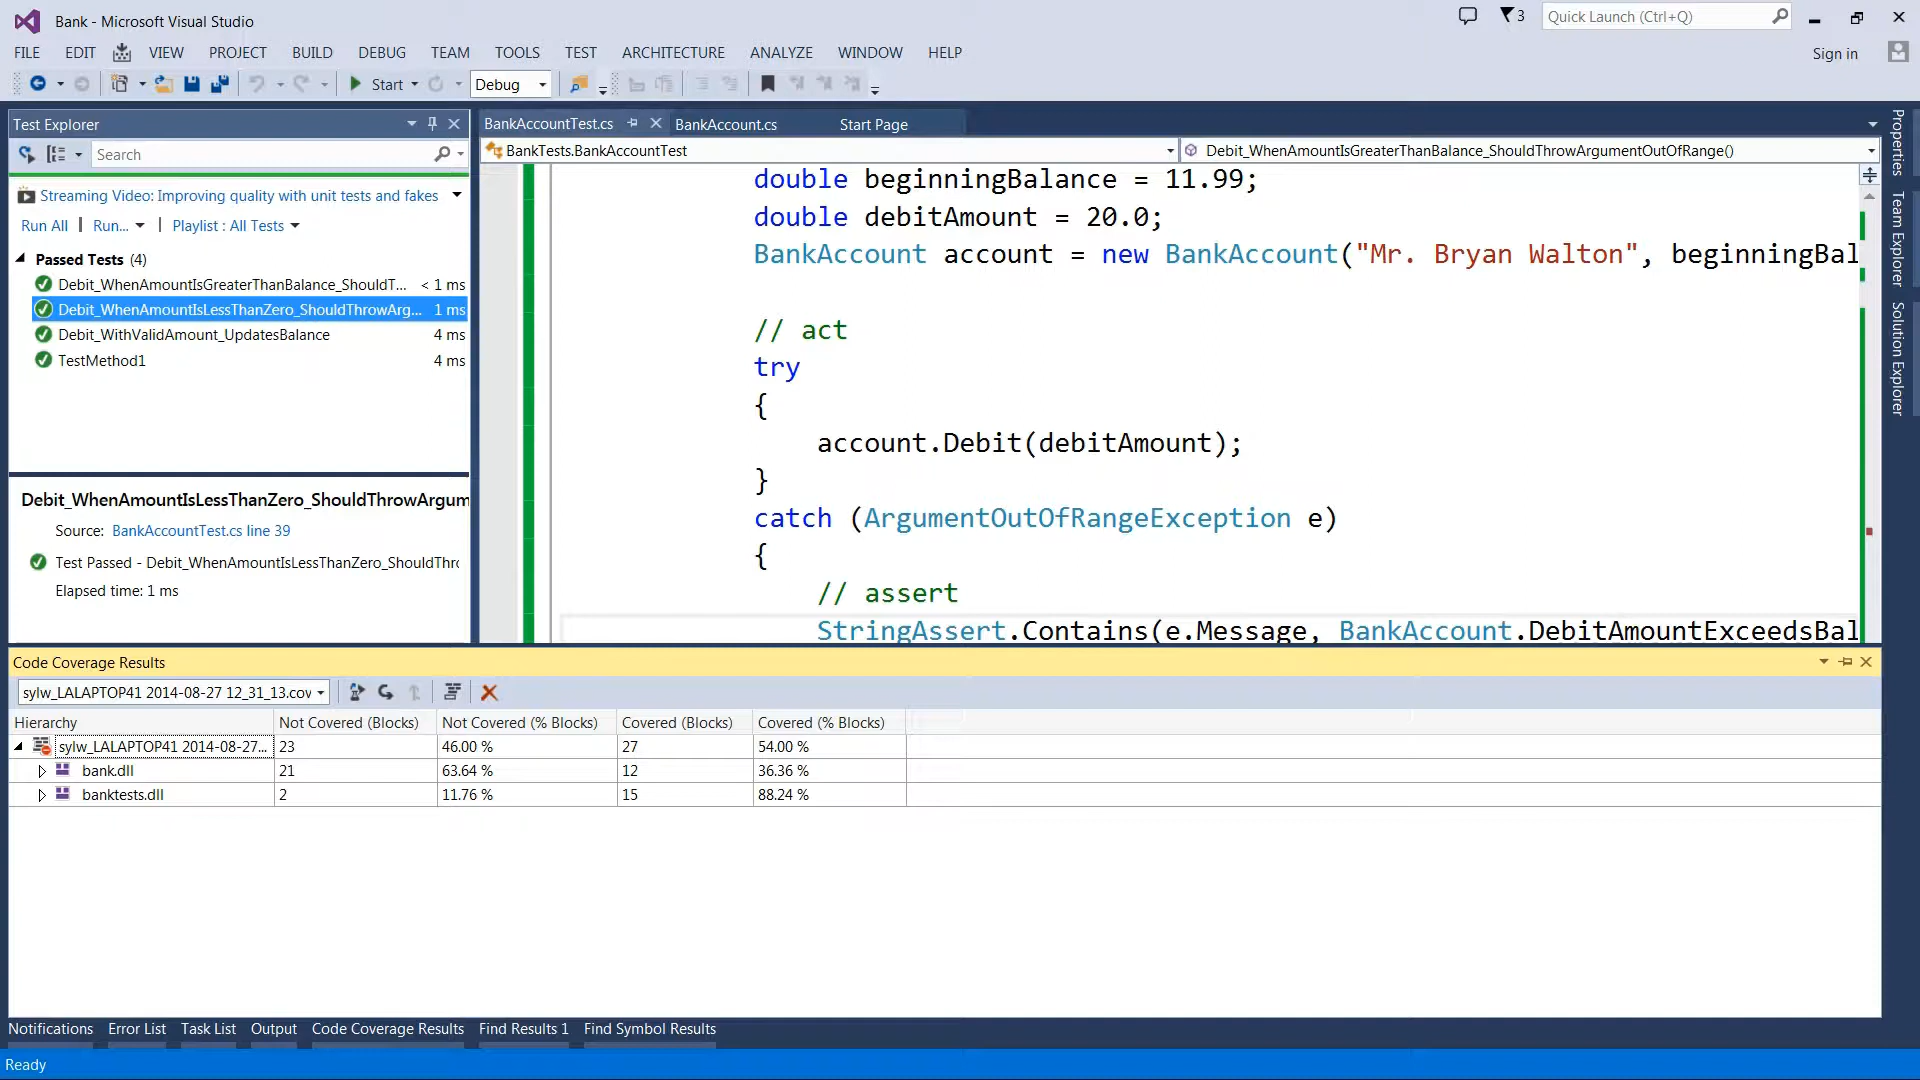 Bank - Microsoft Visual Studio
3
Quick Launch (Ctrl+Q)
FILE EDIT VIEW PROJECT BUILD DEBUG TEAM TOOLS TEST ARCHITECTURE ANALYZE WINDOW HELP
Sign in
Start
Debug
Test Explorer
Search
Streaming Video: Improving quality with unit tests and fakes
Run All | Run... | Playlist : All Tests
Passed Tests (4)
Debit_WhenAmountIsGreaterThanBalance_ShouldT... < 1 ms
Debit_WhenAmountIsLessThanZero_ShouldThrowArg... 1 ms
Debit_WithValidAmount_UpdatesBalance 4 ms
TestMethod1 4 ms
Debit_WhenAmountIsLessThanZero_ShouldThrowArgum
Source: BankAccountTest.cs line 39
Test Passed - Debit_WhenAmountIsLessThanZero_ShouldThr
Elapsed time: 1 ms
BankAccountTest.cs BankAccount.cs Start Page
BankTests.BankAccountTest
Debit_WhenAmountIsGreaterThanBalance_ShouldThrowArgumentOutOfRange()
double beginningBalance = 11.99;
double debitAmount = 20.0;
BankAccount account = new BankAccount("Mr. Bryan Walton", beginningBal
// act
try
{
account.Debit(debitAmount);
}
catch (ArgumentOutOfRangeException e)
{
// assert
StringAssert.Contains(e.Message, BankAccount.DebitAmountExceedsBal
Properties
Team Explorer
Solution Explorer
Code Coverage Results
sylw_LALAPTOP41 2014-08-27 12_31_13.cov
Hierarchy Not Covered (Blocks) Not Covered (% Blocks) Covered (Blocks) Covered (% Blocks)
sylw_LALAPTOP41 2014-08-27... 23 46.00 % 27 54.00 %
bank.dll 21 63.64 % 12 36.36 %
banktests.dll 2 11.76 % 15 88.24 %
Notifications Error List Task List Output Code Coverage Results Find Results 1 Find Symbol Results
Ready